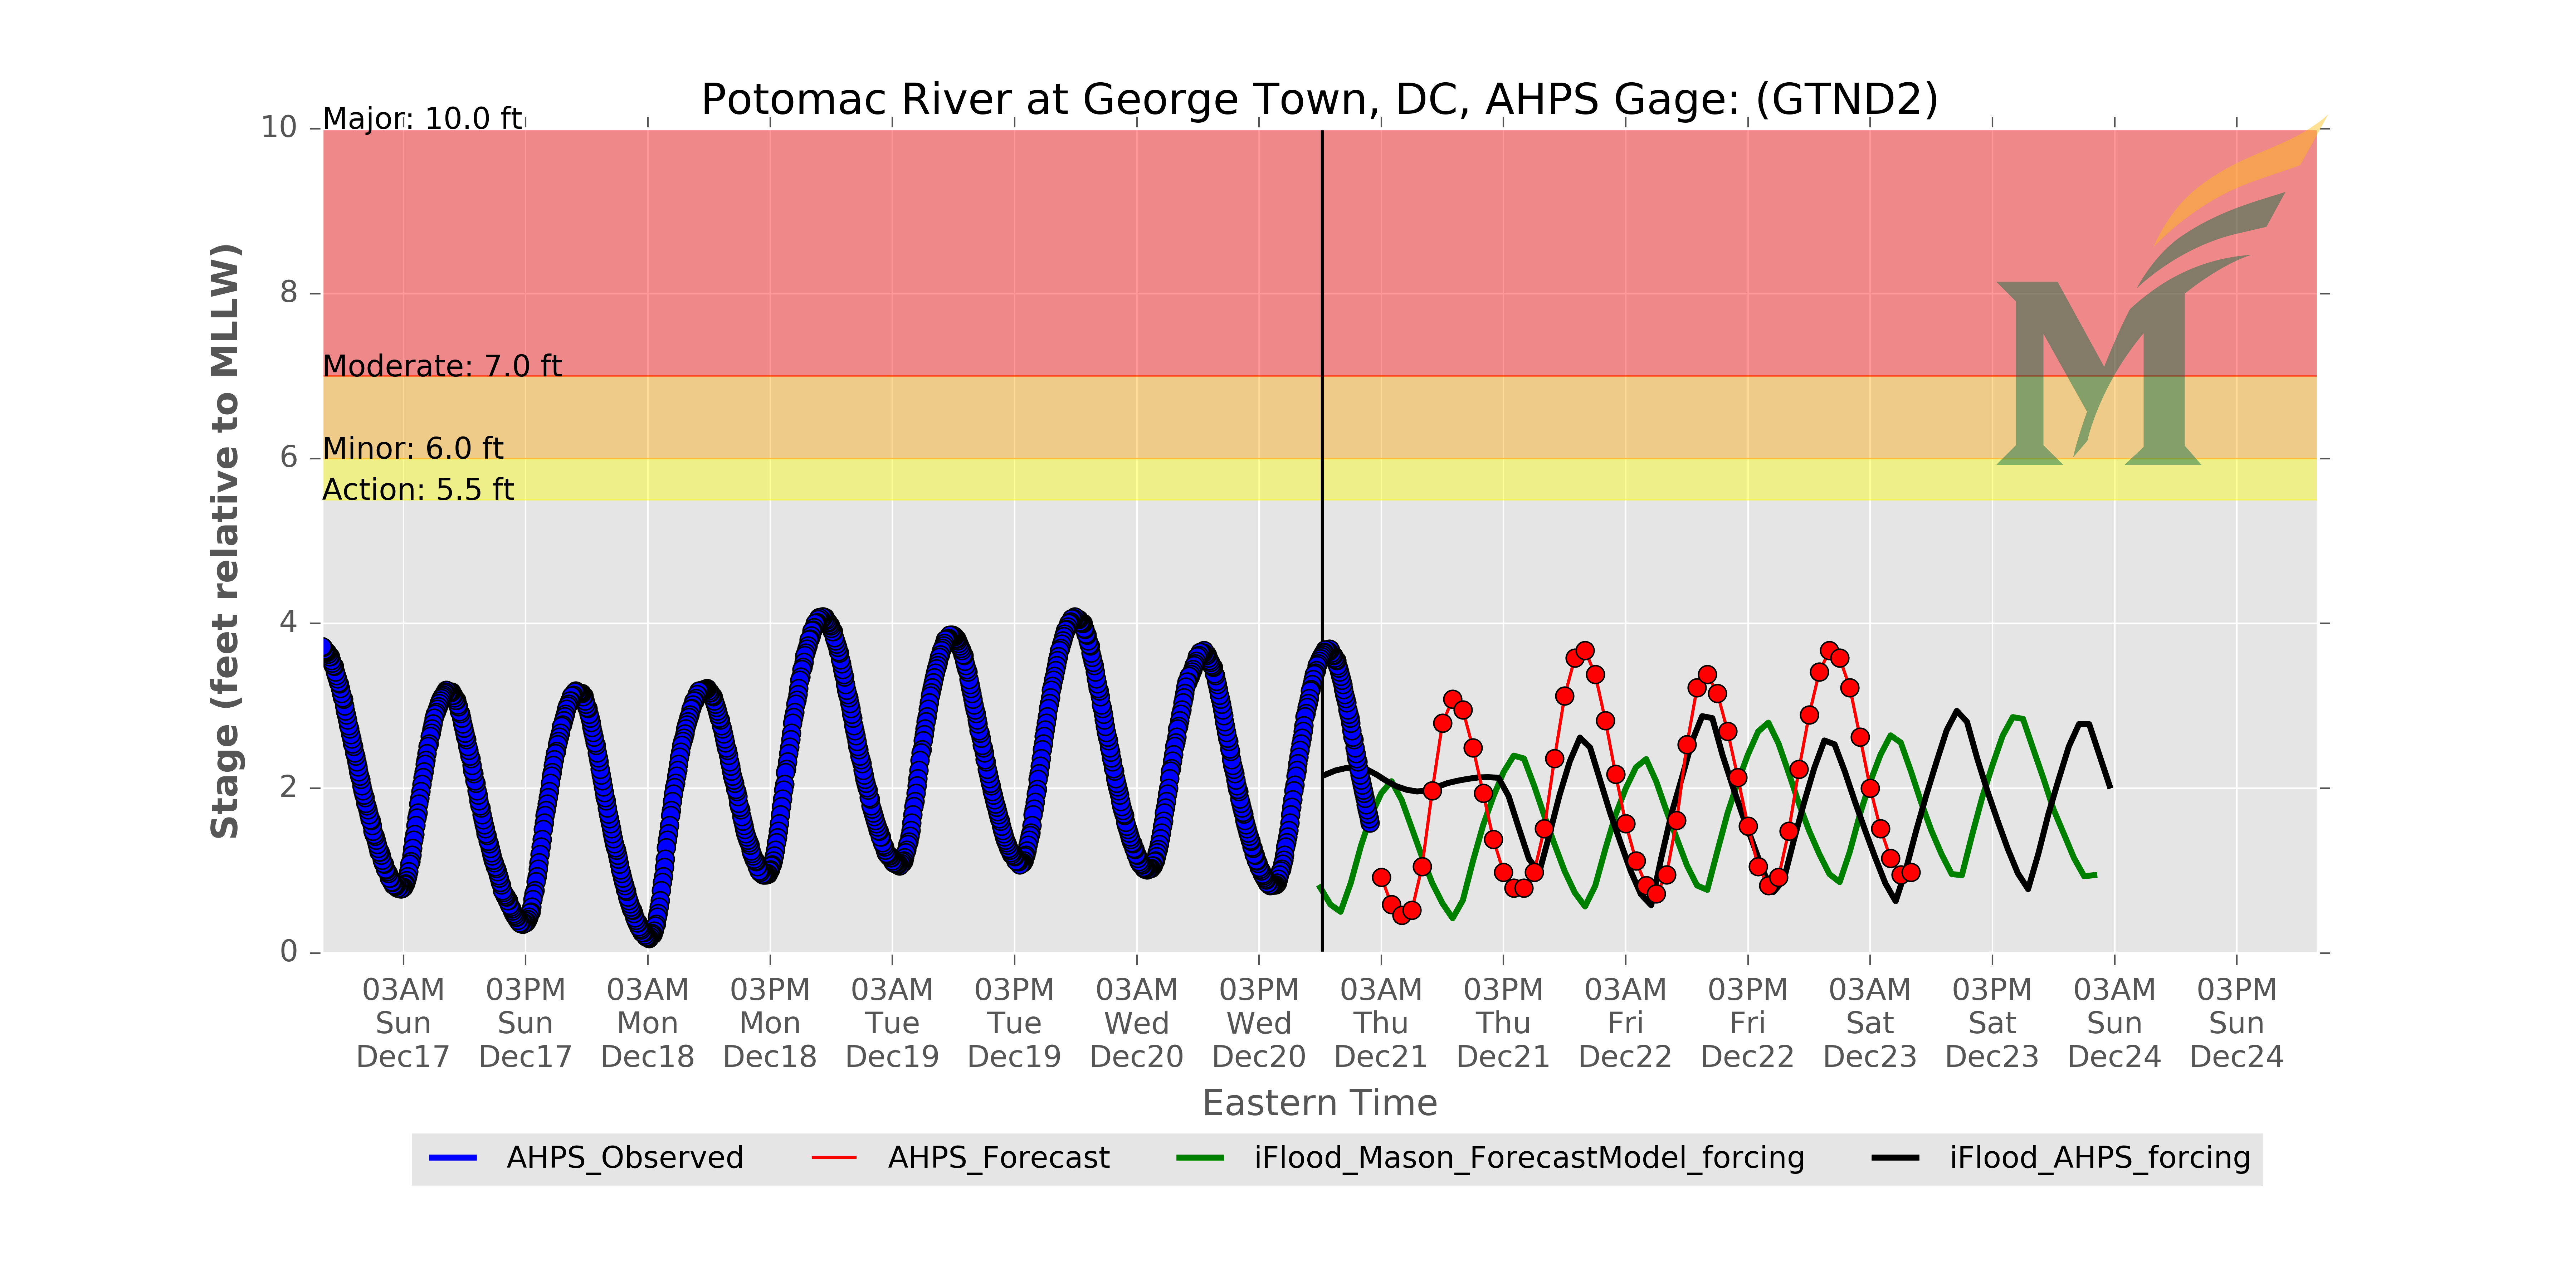 Potomac River at George Town, DC, AHPS Gage: (GTND2)
Major: 10.0 ft
Moderate: 7.0 ft
Minor: 6.0 ft
Action: 5.5 ft
10
8
6
4
2
0
Stage (feet relative to MLLW)
03AM 03PM 03AM 03PM 03AM 03PM 03AM 03PM 03AM 03PM 03AM 03PM 03AM 03PM 03AM 03PM
Sun Sun Mon Mon Tue Tue Wed Wed Thu Thu Fri Fri Sat Sat Sun Sun
Dec17 Dec17 Dec18 Dec18 Dec19 Dec19 Dec20 Dec20 Dec21 Dec21 Dec22 Dec22 Dec23 Dec23 Dec24 Dec24
Eastern Time
AHPS_Observed AHPS_Forecast iFlood_Mason_ForecastModel_forcing iFlood_AHPS_forcing